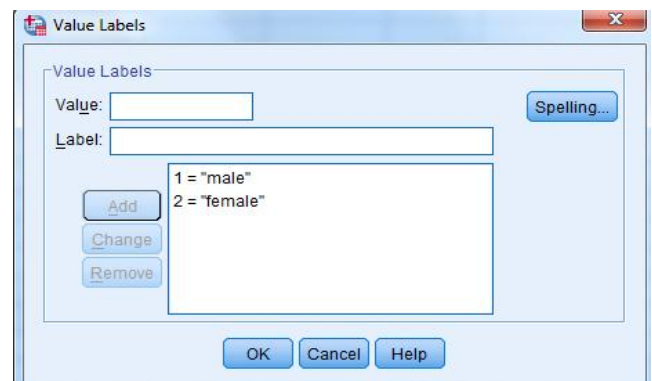 Value Labels
Value Labels
Value:
Spelling...
Label:
1 = "male"
2 = "female"
Add
Change
Remove
OK Cancel Help